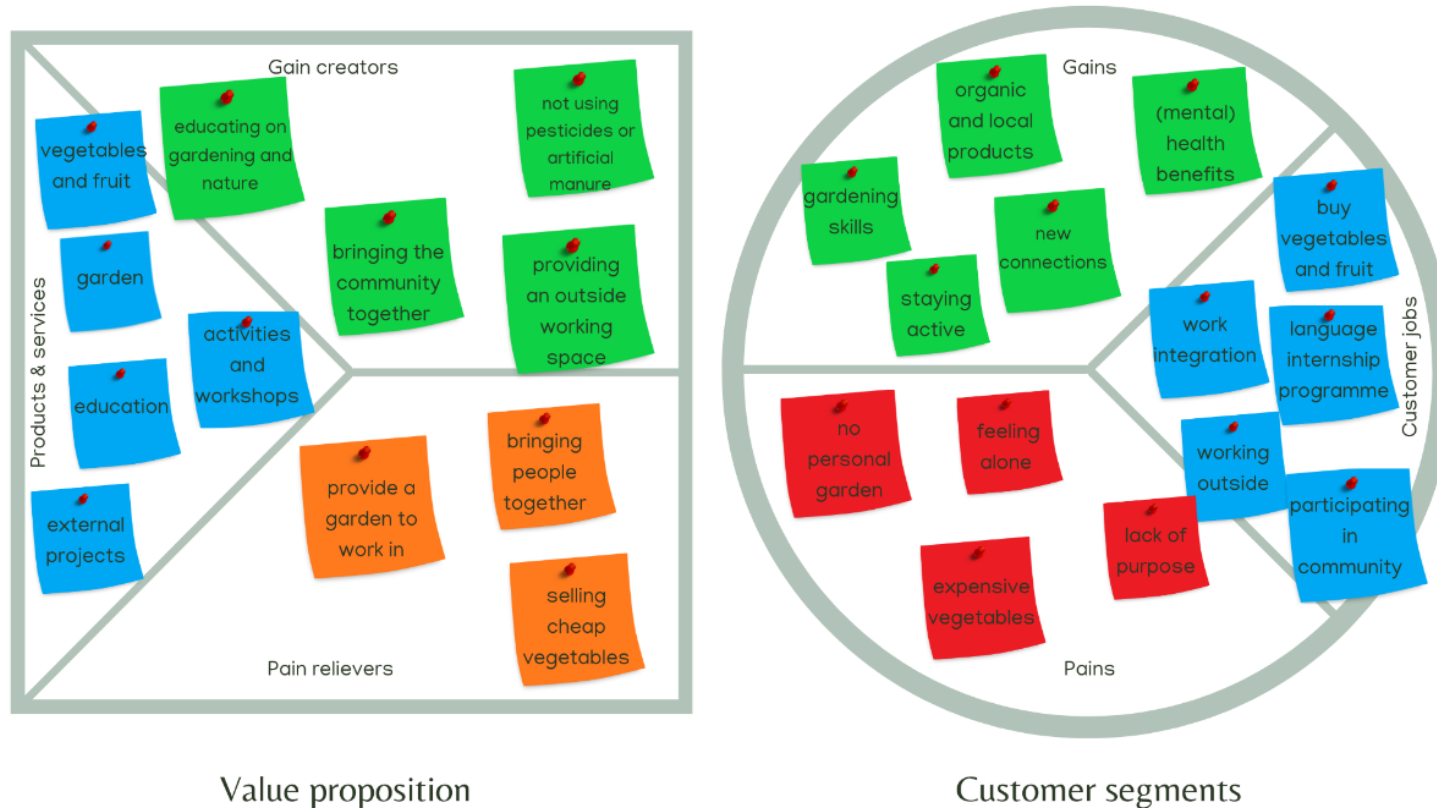 Gain creators
vegetables
and fruit
educating on
gardening and
nature
not using
pesticides or
artificial
manure
garden
bringing the
community
together
providing
an outside
working
space
activities
and
workshops
Products & services
education
external
projects
provide a
garden to
work in
bringing
people
together
selling
cheap
vegetables
Pain relievers
Value proposition
Gains
organic
and local
products
(mental)
health
benefits
gardening
skills
new
connections
staying
active
buy
vegetables
and fruit
work
integration
language
internship
programme
Customer jobs
working
outside
participating
in
community
no
personal
garden
feeling
alone
lack of
purpose
expensive
vegetables
Pains
Customer segments